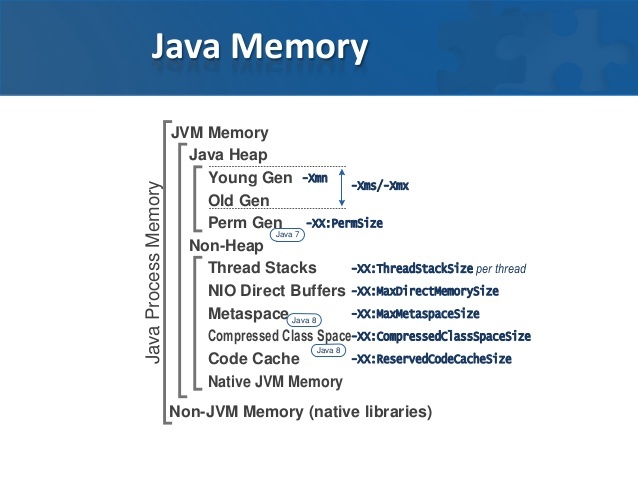 Java Memory
Java Process Memory
JVM Memory
Java Heap
Young Gen -Xmn
-Xms/-Xmx
Old Gen
Perm Gen -XX:PermSize
Java 7
Non-Heap
Thread Stacks -XX:ThreadStackSize per thread
NIO Direct Buffers -XX:MaxDirectMemorySize
Metaspace -XX:MaxMetaspaceSize
Java 8
Compressed Class Space-XX:CompressedClassSpaceSize
Java 8
Code Cache -XX:ReservedCodeCacheSize
Native JVM Memory
Non-JVM Memory (native libraries)